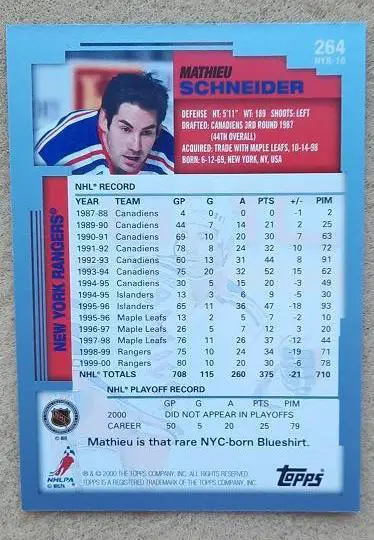 264
NYR-10
MATHIEU
SCHNEIDER
DEFENSE HT: 5'11" WT: 189 SHOOTS: LEFT
DRAFTED: CANADIENS 3RD ROUND 1987
(44TH OVERALL)
ACQUIRED: TRADE WITH MAPLE LEAFS, 10-14-98
BORN: 6-12-69, NEW YORK, NY, USA
NEW YORK RANGERS®
NHL® RECORD
YEAR TEAM GP G A PTS +/- PIM
1987-88 Canadiens 4 0 0 0 -1 2
1989-90 Canadiens 44 7 14 21 2 25
1990-91 Canadiens 69 10 20 30 7 63
1991-92 Canadiens 78 8 24 32 10 72
1992-93 Canadiens 60 13 31 44 8 91
1993-94 Canadiens 75 20 32 52 15 62
1994-95 Canadiens 30 5 15 20 -3 49
1994-95 Islanders 13 3 6 9 -5 30
1995-96 Islanders 65 11 36 47 -18 93
1995-96 Maple Leafs 13 2 5 7 -2 10
1996-97 Maple Leafs 26 5 7 12 3 20
1997-98 Maple Leafs 76 11 26 37 -12 44
1998-99 Rangers 75 10 24 34 -19 71
1999-00 Rangers 80 10 20 30 -6 78
NHL® TOTALS 708 115 260 375 -21 710
NHL® PLAYOFF RECORD
GP G A PTS PIM
2000 DID NOT APPEAR IN PLAYOFFS
CAREER 50 5 20 25 79
Mathieu is that rare NYC-born Blueshirt.
NHL
© NHL
NHLPA
© NHLPA
® & © 2000 THE TOPPS COMPANY, INC. ALL RIGHTS RESERVED.
TOPPS IS A REGISTERED TRADEMARK OF THE TOPPS COMPANY, INC.
TOPPS